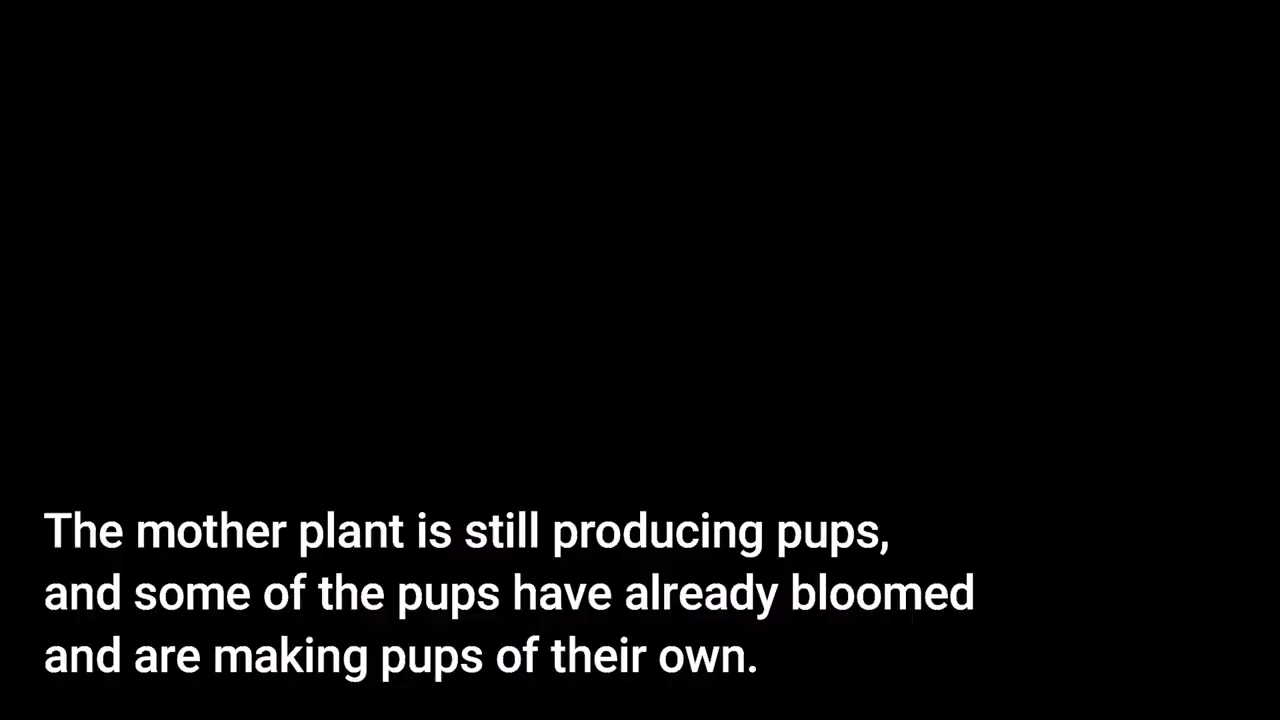 The mother plant is still producing pups,
and some of the pups have already bloomed
and are making pups of their own.